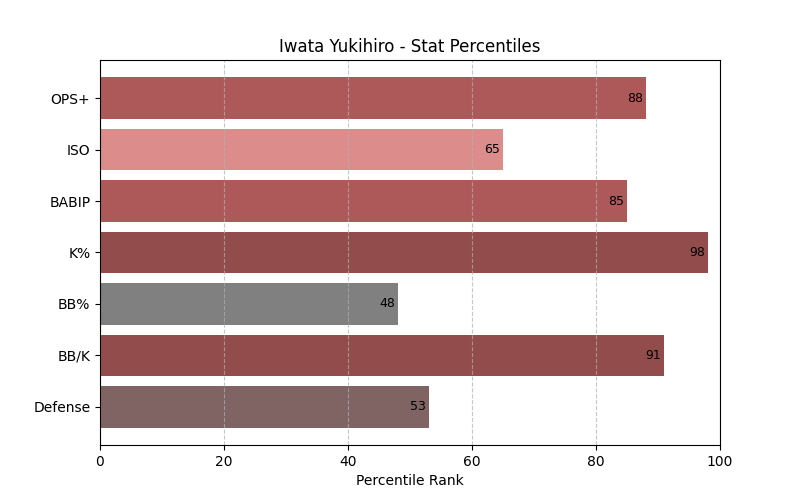 Iwata Yukihiro - Stat Percentiles
OPS+ 88
ISO 65
BABIP 85
K% 98
BB% 48
BB/K 91
Defense 53
0 20 40 60 80 100
Percentile Rank